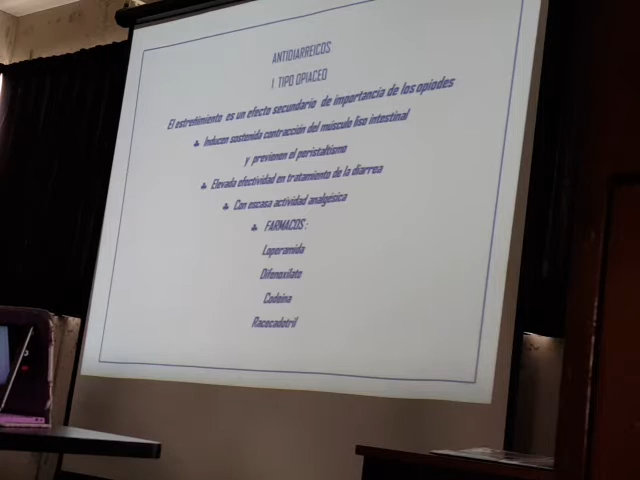 ANTIDIARREICOS
I. TIPO OPIACEO
El estreñimiento es un efecto secundario de importancia de los opiodes
♣ Inducen sostenida contracción del músculo liso intestinal
y previenen el peristaltismo
♣ Elevada efectividad en tratamiento de la diarrea
♣ Con escasa actividad analgésica
♣ FARMACOS:
Loperamida
Difenoxilato
Codeina
Racecadotril